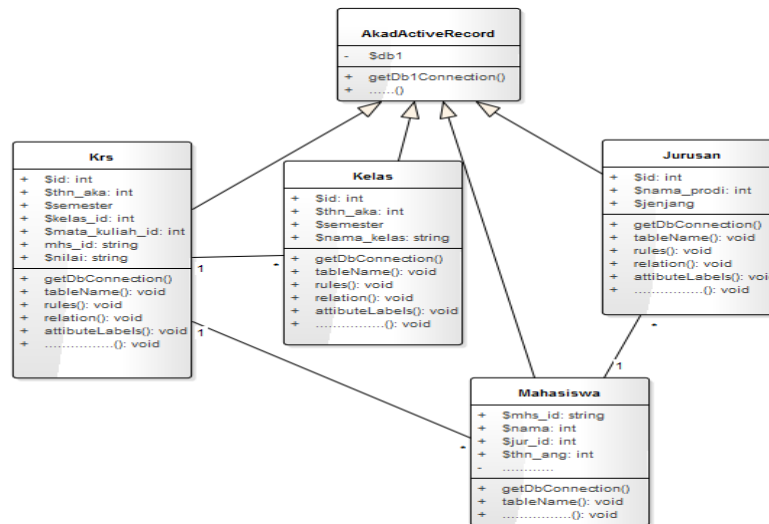 AkadActiveRecord
- $db1
+ getDb1Connection()
+ ......()
Krs
+ $id: int
+ $thn_aka: int
+ $semester
+ $kelas_id: int
+ $mata_kuliah_id: int
+ mhs_id: string
+ $nilai: string
+ getDbConnection()
+ tableName(): void
+ rules(): void
+ relation(): void
+ attibuteLabels(): void
+ ...............(): void
Kelas
+ $id: int
+ $thn_aka: int
+ $semester
+ $nama_kelas: string
+ getDbConnection()
+ tableName(): void
+ rules(): void
+ relation(): void
+ attibuteLabels(): void
+ ...............(): void
Jurusan
+ $id: int
+ $nama_prodi: int
+ $jenjang
+ getDbConnection()
+ tableName(): void
+ rules(): void
+ relation(): void
+ attibuteLabels(): void
+ ...............(): void
1
*
1
*
*
1
Mahasiswa
+ $mhs_id: string
+ $nama: int
+ $jur_id: int
+ $thn_ang: int
- ............
+ getDbConnection()
+ tableName(): void
+ ...............(): void